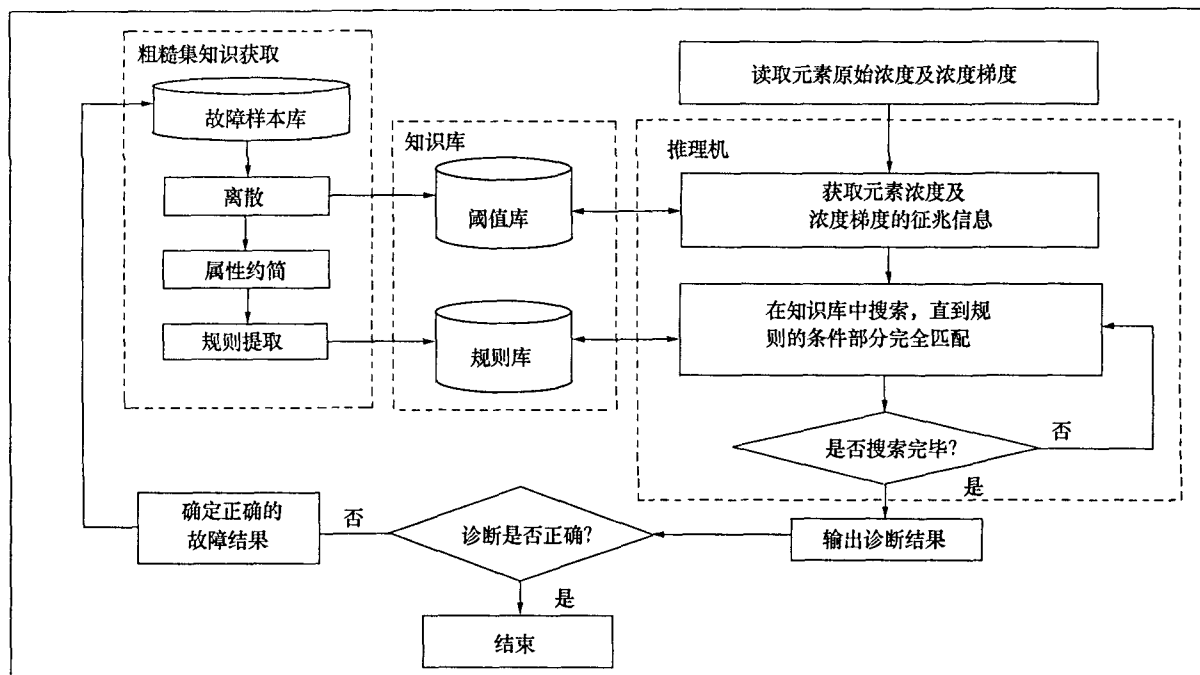 粗糙集知识获取
故障样本库
离散
属性约简
规则提取
知识库
阈值库
规则库
读取元素原始浓度及浓度梯度
推理机
获取元素浓度及
浓度梯度的征兆信息
在知识库中搜索，直到规
则的条件部分完全匹配
是否搜索完毕?
否
是
输出诊断结果
诊断是否正确?
否
是
确定正确的
故障结果
结束